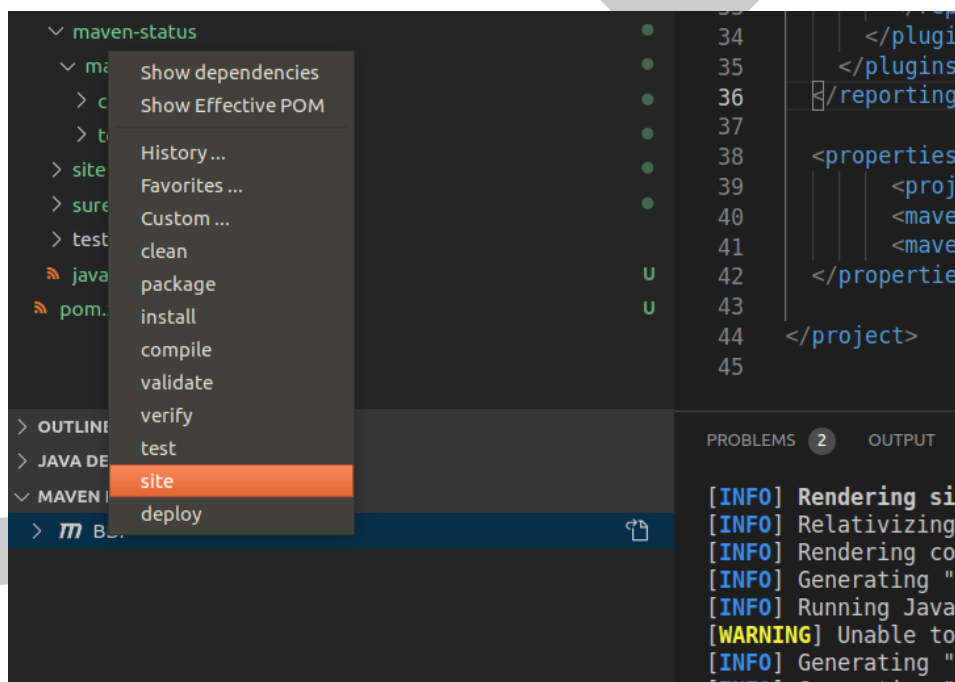 maven-status
Show dependencies
Show Effective POM
History ...
Favorites ...
Custom ...
clean
package
install
compile
validate
verify
test
site
deploy
site
test
java
U
pom.
U
OUTLINE
JAVA DE
MAVEN
34 </plugi
35 </plugins
36 </reporting
37
38 <properties
39 <proj
40 <mave
41 <mave
42 </propertie
43
44 </project>
45
PROBLEMS 2 OUTPUT
[INFO] Rendering si
[INFO] Relativizing
[INFO] Rendering co
[INFO] Generating "
[INFO] Running Java
[WARNING] Unable to
[INFO] Generating "